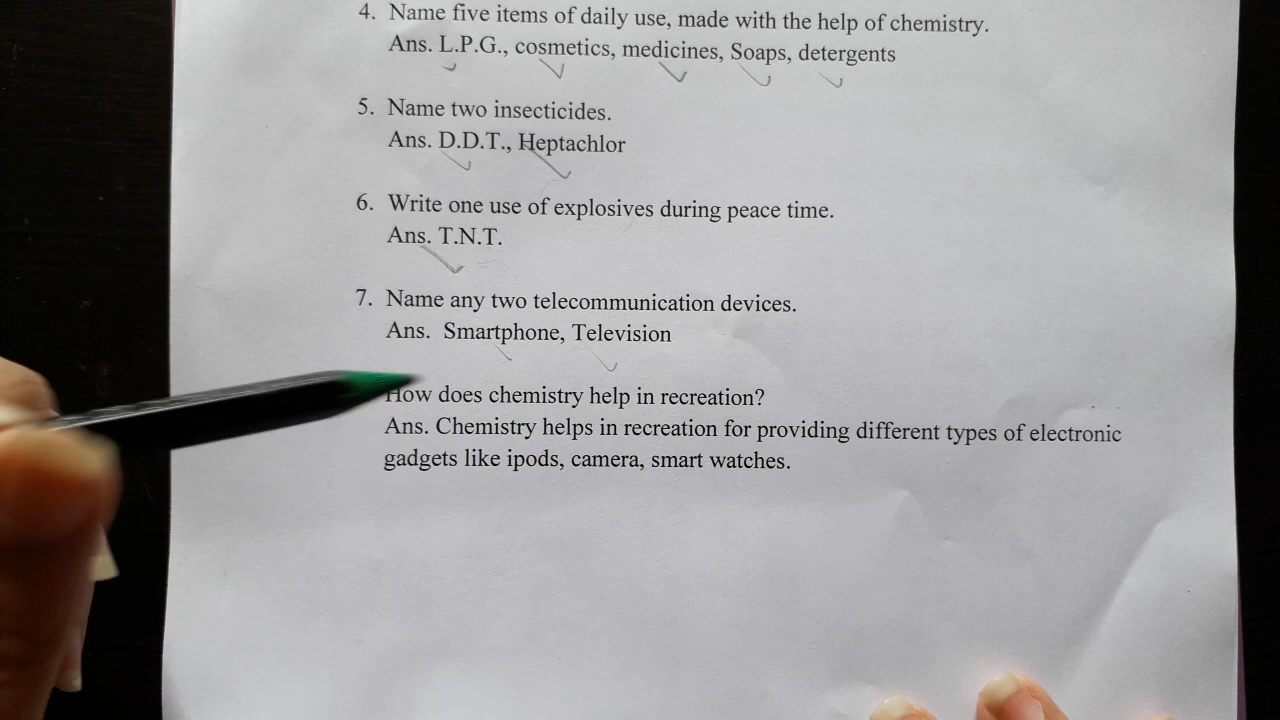 4. Name five items of daily use, made with the help of chemistry.
Ans. L.P.G., cosmetics, medicines, Soaps, detergents
5. Name two insecticides.
Ans. D.D.T., Heptachlor
6. Write one use of explosives during peace time.
Ans. T.N.T.
7. Name any two telecommunication devices.
Ans. Smartphone, Television
How does chemistry help in recreation?
Ans. Chemistry helps in recreation for providing different types of electronic
gadgets like ipods, camera, smart watches.